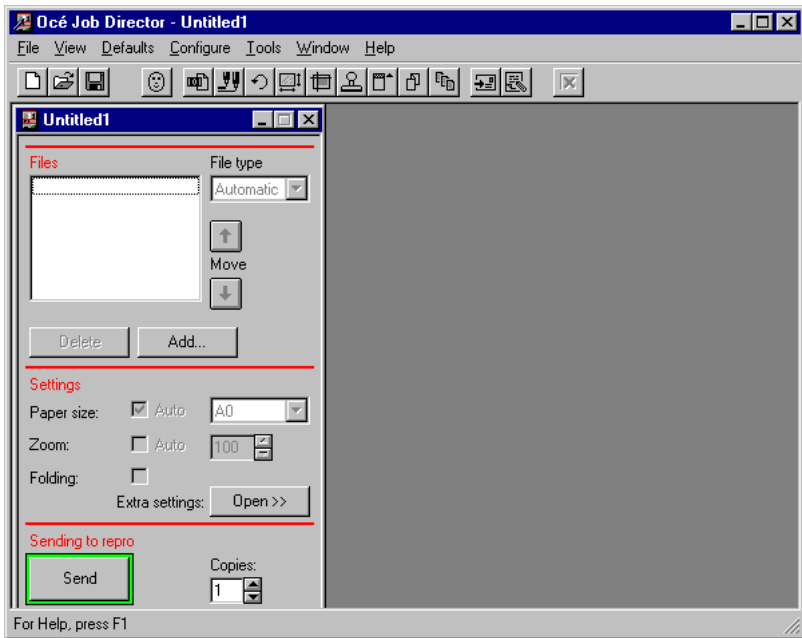 Océ Job Director - Untitled1
File View Defaults Configure Tools Window Help
Untitled1
Files
File type
Automatic
Move
Delete
Add...
Settings
Paper size:
Auto
A0
Zoom:
Auto
100
Folding:
Extra settings:
Open >>
Sending to repro
Send
Copies:
1
For Help, press F1